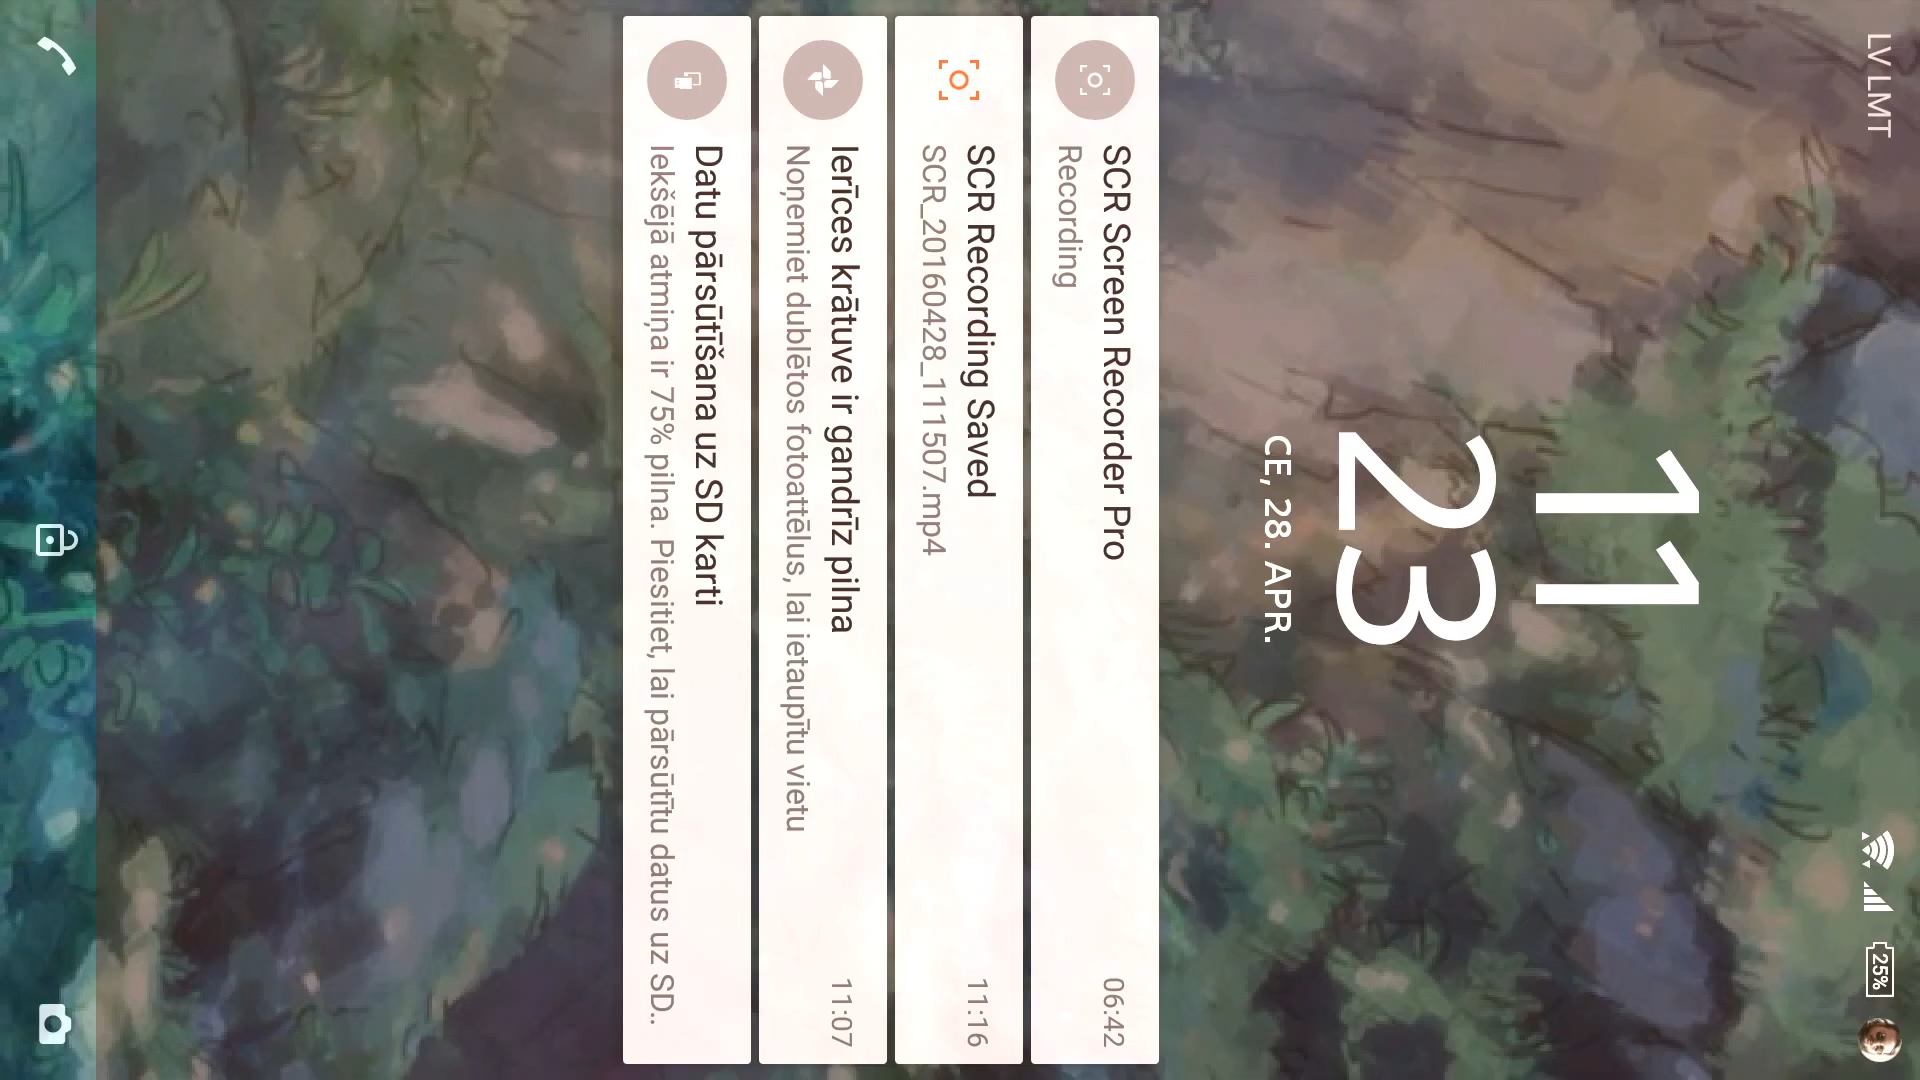 LV LMT
25%
11
23
CE, 28. APR.
SCR Screen Recorder Pro
06:42
Recording
SCR Recording Saved
11:16
SCR_20160428_111507.mp4
Ierīces krātuve ir gandrīz pilna
11:07
Noņemiet dublētos fotoattēlus, lai ietaupītu vietu
Datu pārsūtīšana uz SD karti
Iekšējā atmiņa ir 75% pilna. Piesitiet, lai pārsūtītu datus uz SD..